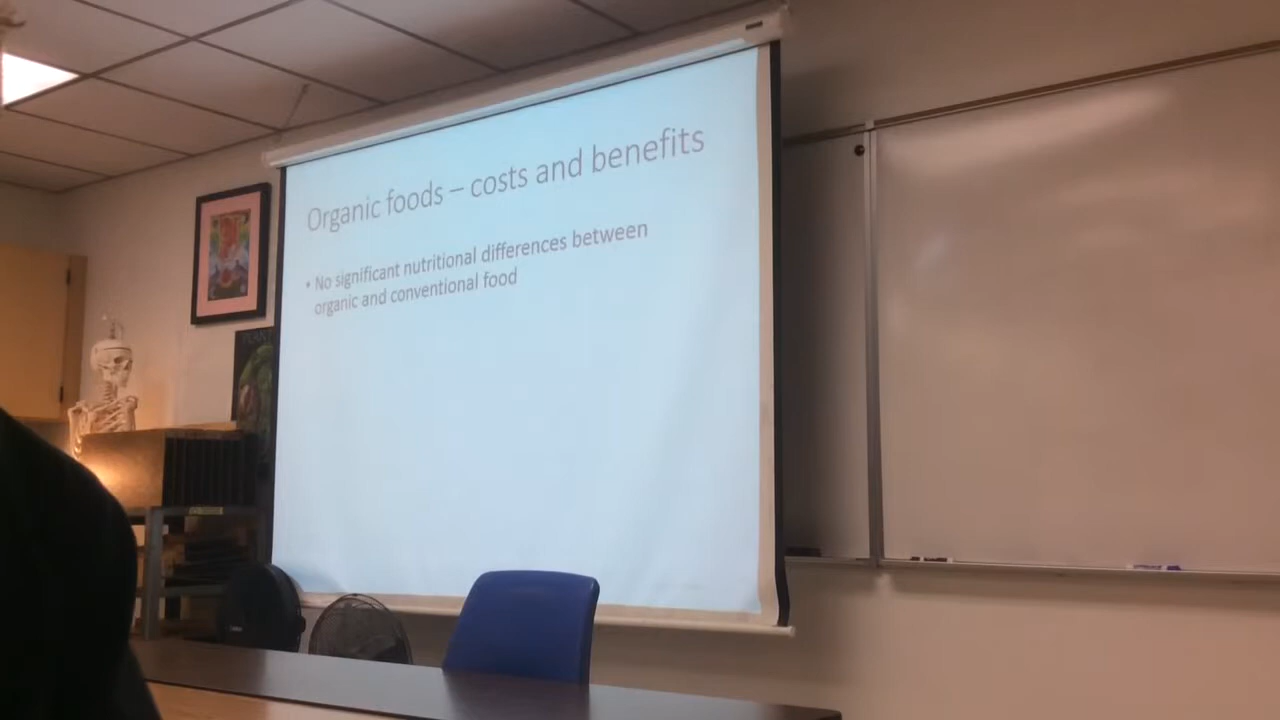 Organic foods – costs and benefits
• No significant nutritional differences between
organic and conventional food